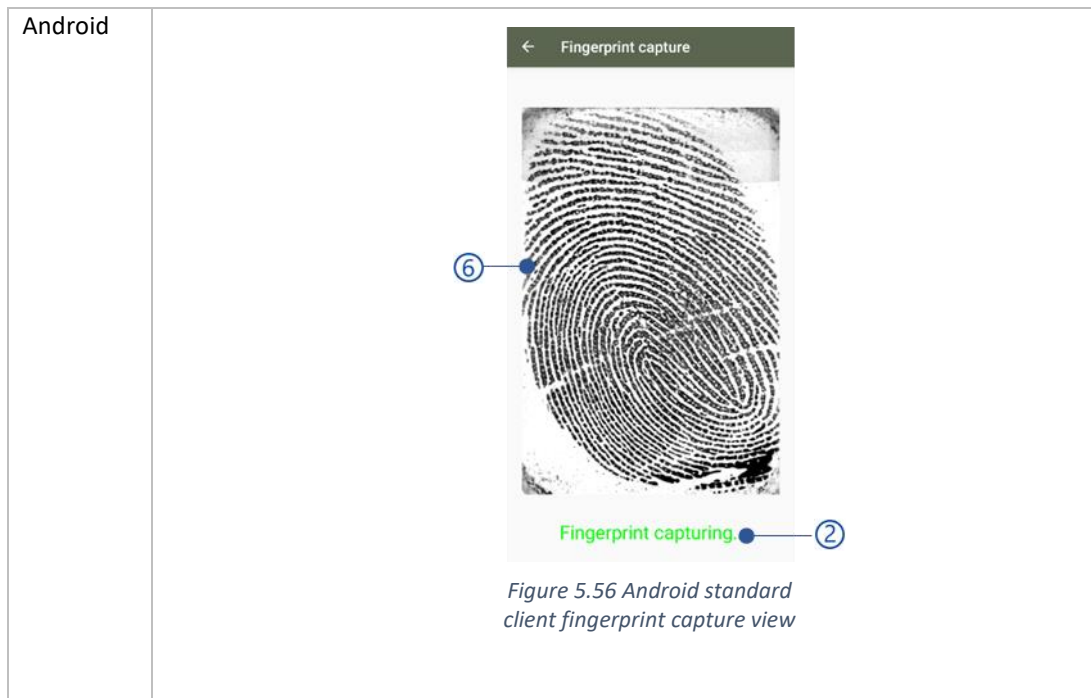 Android
← Fingerprint capture
⑥
Fingerprint capturing.
②
Figure 5.56 Android standard
client fingerprint capture view